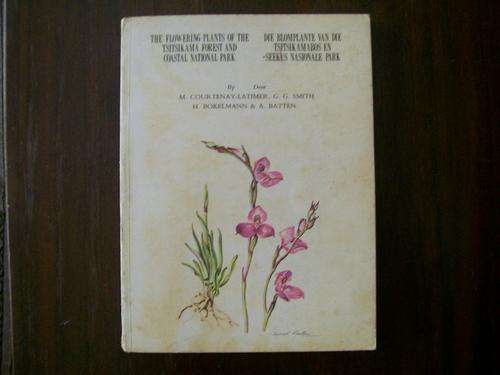 THE FLOWERING PLANTS OF THE
TSITSIKAMA FOREST AND
COASTAL NATIONAL PARK
DIE BLOMPLANTE VAN DIE
TSITSIKAMABOS EN
-SEEKUS NASIONALE PARK
By Deur
M. COURTENAY-LATIMER, G. G. SMITH,
H. BOKELMANN & A. BATTEN